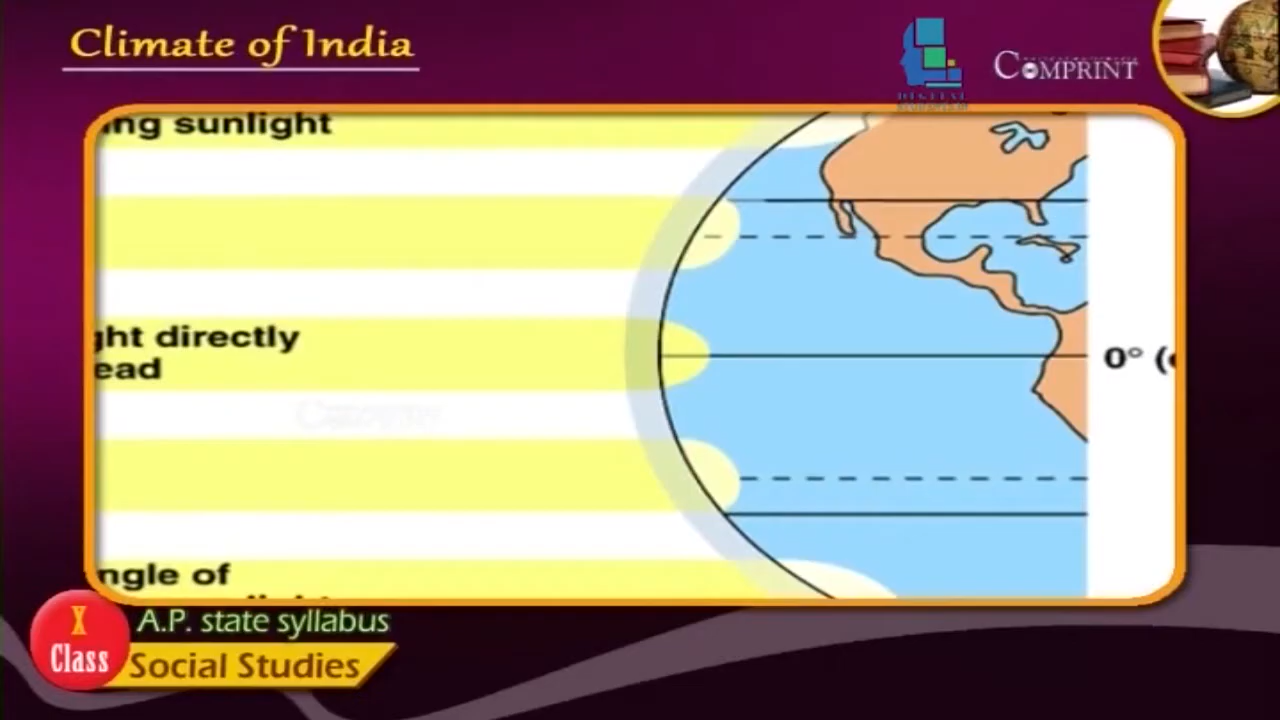 Climate of India
COMPRINT
ing sunlight
ght directly
ead
0° (
ngle of
X
Class
A.P. state syllabus
Social Studies